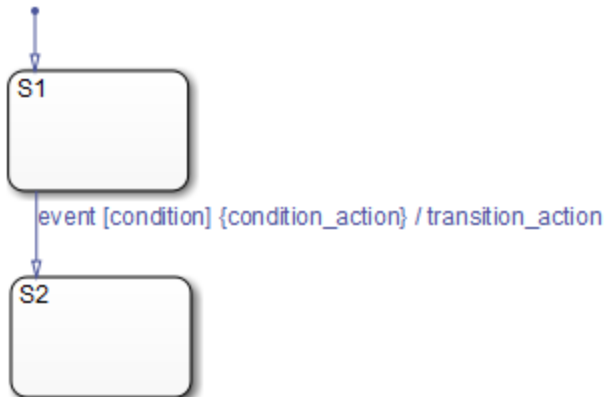 S1
event [condition] {condition_action} / transition_action
S2